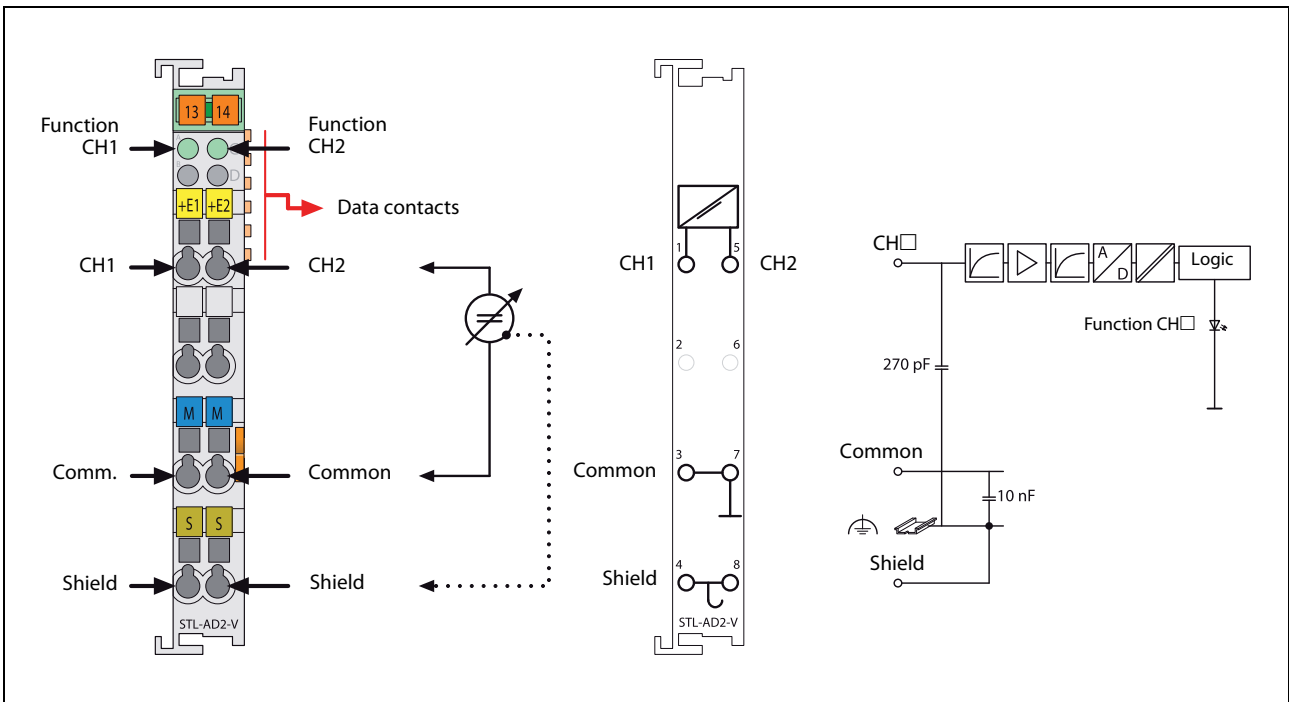 13 14
Function
CH1
Function
CH2
A
C
B
D
+E1 +E2
Data contacts
CH1
CH2
M M
Comm.
Common
S S
Shield
Shield
STL-AD2-V
1
5
CH1
CH2
2
6
3
7
Common
4
8
Shield
STL-AD2-V
CH□
A
D
Logic
Function CH□
270 pF
Common
10 nF
Shield